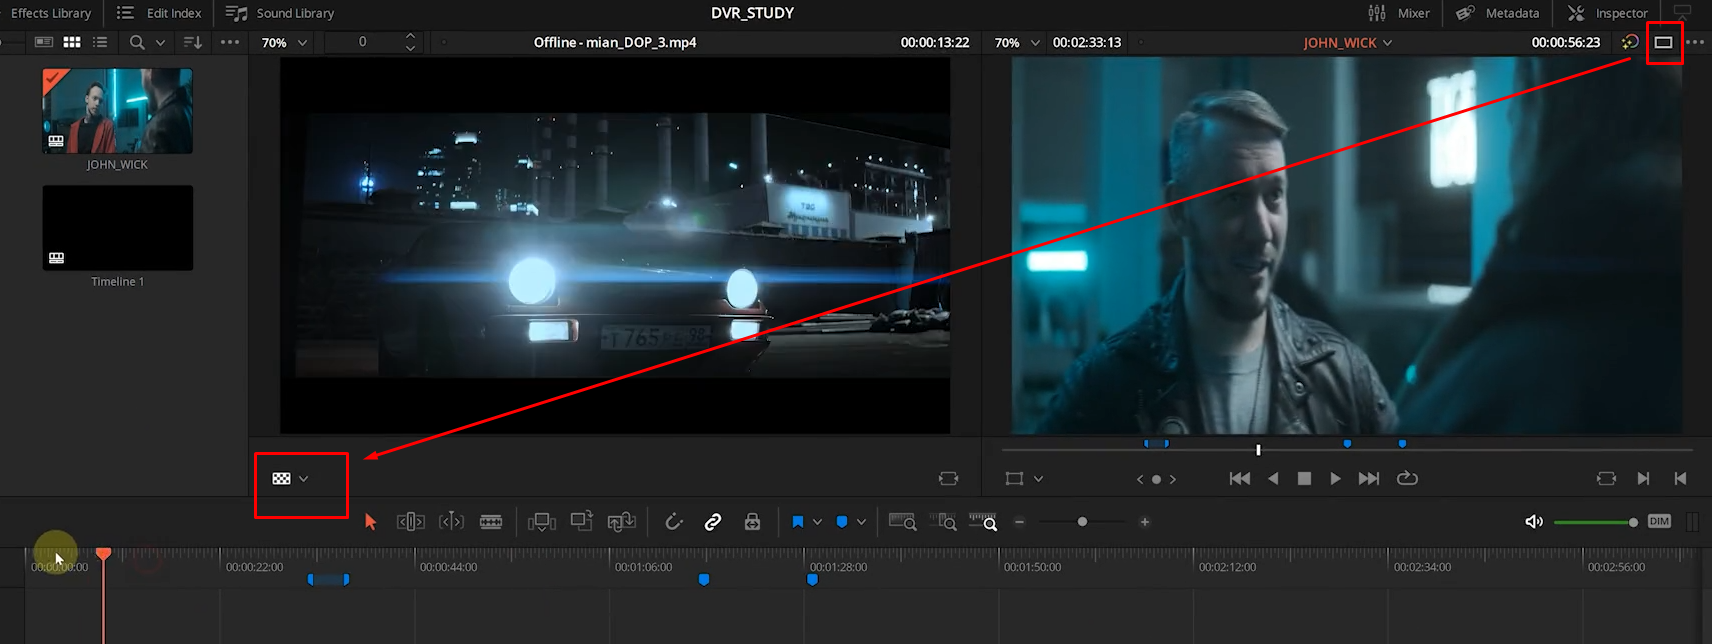 Effects Library
Edit Index
Sound Library
DVR_STUDY
Mixer
Metadata
Inspector
70%
0
Offline - mian_DOP_3.mp4
00:00:13:22
70%
00:02:33:13
JOHN_WICK
00:00:56:23
JOHN_WICK
Timeline 1
DIM
00:00:00:00
00:00:22:00
00:00:44:00
00:01:06:00
00:01:28:00
00:01:50:00
00:02:12:00
00:02:34:00
00:02:56:00